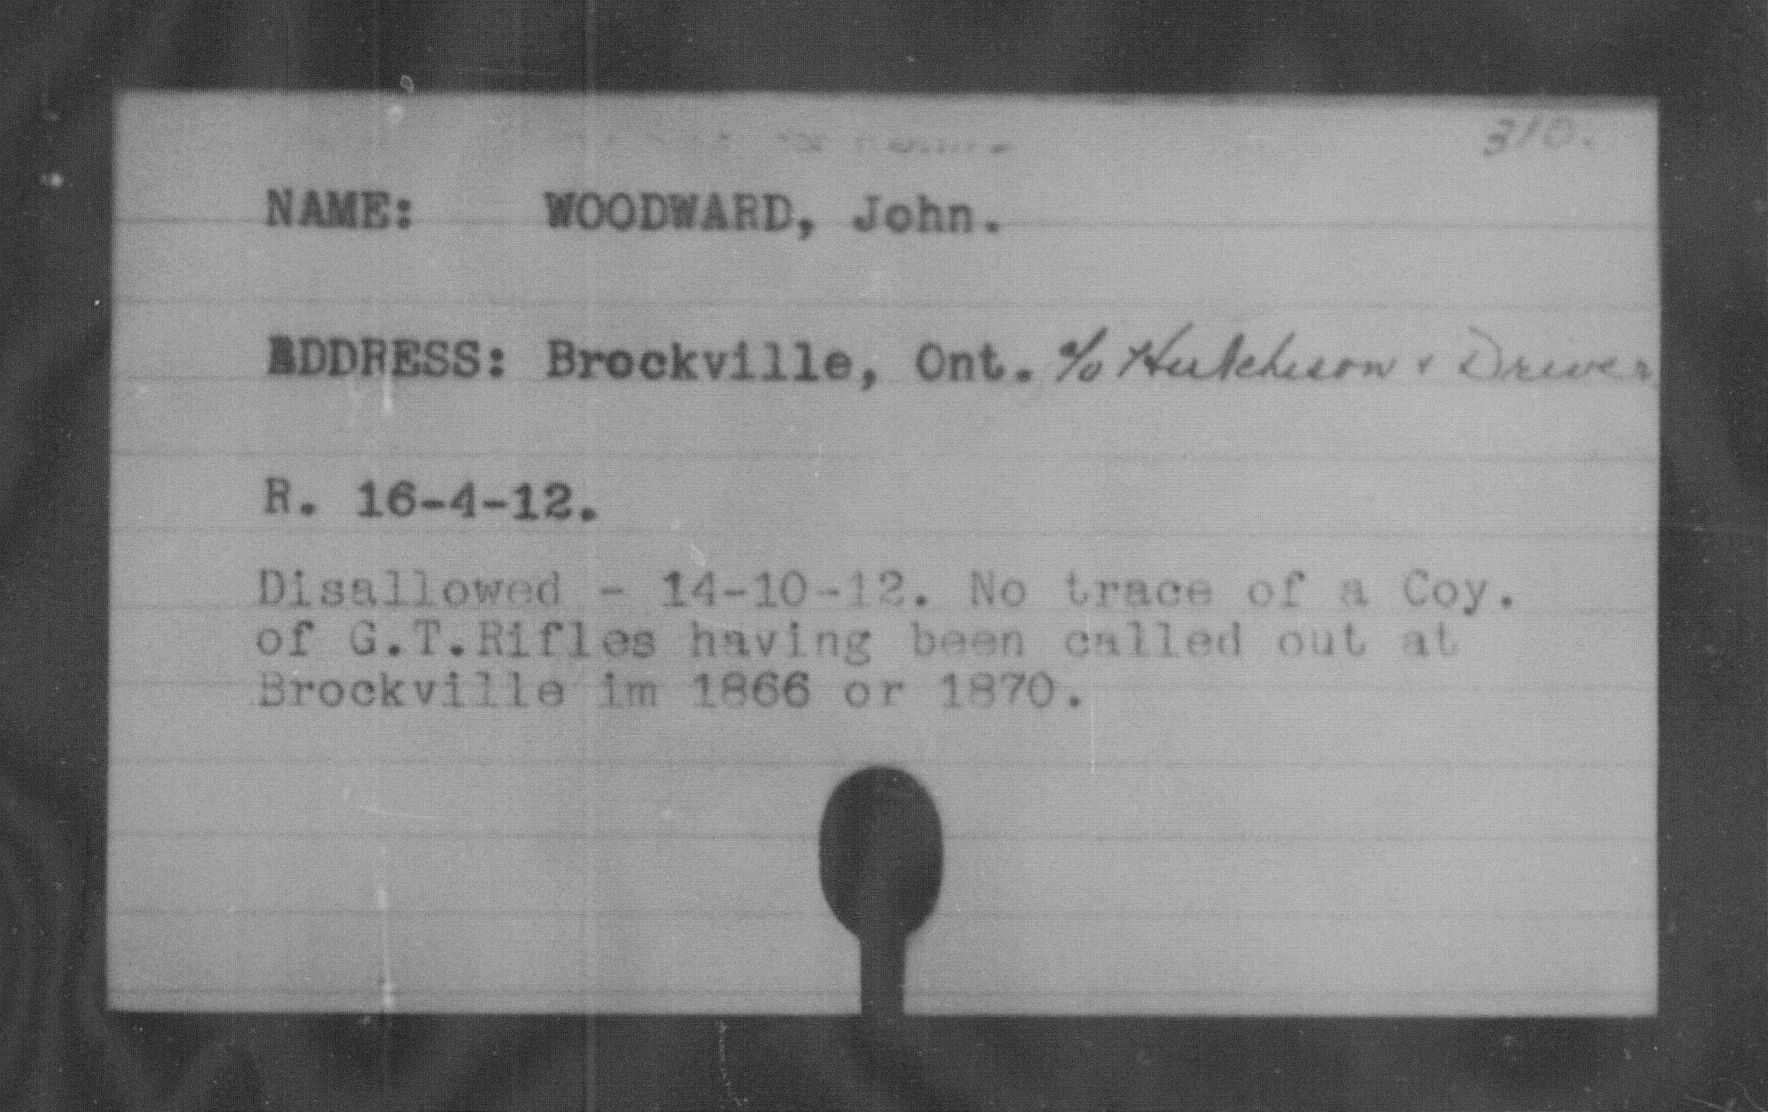 310.
NAME: WOODWARD, John.
ADDRESS: Brockville, Ont. c/o Hutcheson & Driver
R. 16-4-12.
Disallowed - 14-10-12. No trace of a Coy.
of G.T.Rifles having been called out at
Brockville im 1866 or 1870.